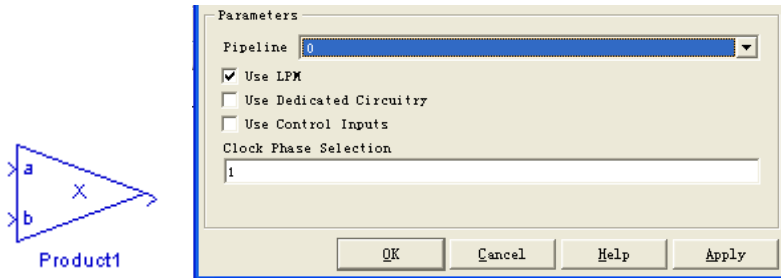 a
X
b
Product1
Parameters
Pipeline 0
Use LPM
Use Dedicated Circuitry
Use Control Inputs
Clock Phase Selection
1
OK Cancel Help Apply